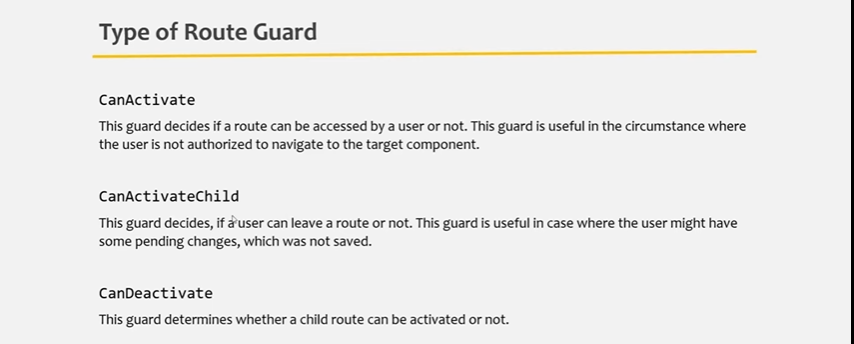 Type of Route Guard
CanActivate
This guard decides if a route can be accessed by a user or not. This guard is useful in the circumstance where
the user is not authorized to navigate to the target component.
CanActivateChild
This guard decides, if a user can leave a route or not. This guard is useful in case where the user might have
some pending changes, which was not saved.
CanDeactivate
This guard determines whether a child route can be activated or not.